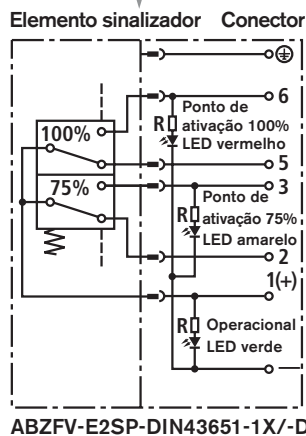 Elemento sinalizador Conector
6
Ponto de
100%
R
ativação 100%
LED vermelho
5
75%
3
Ponto de
R
ativação 75%
LED amarelo
2
1(+)
R
Operacional
LED verde
ABZFV-E2SP-DIN43651-1X/-D